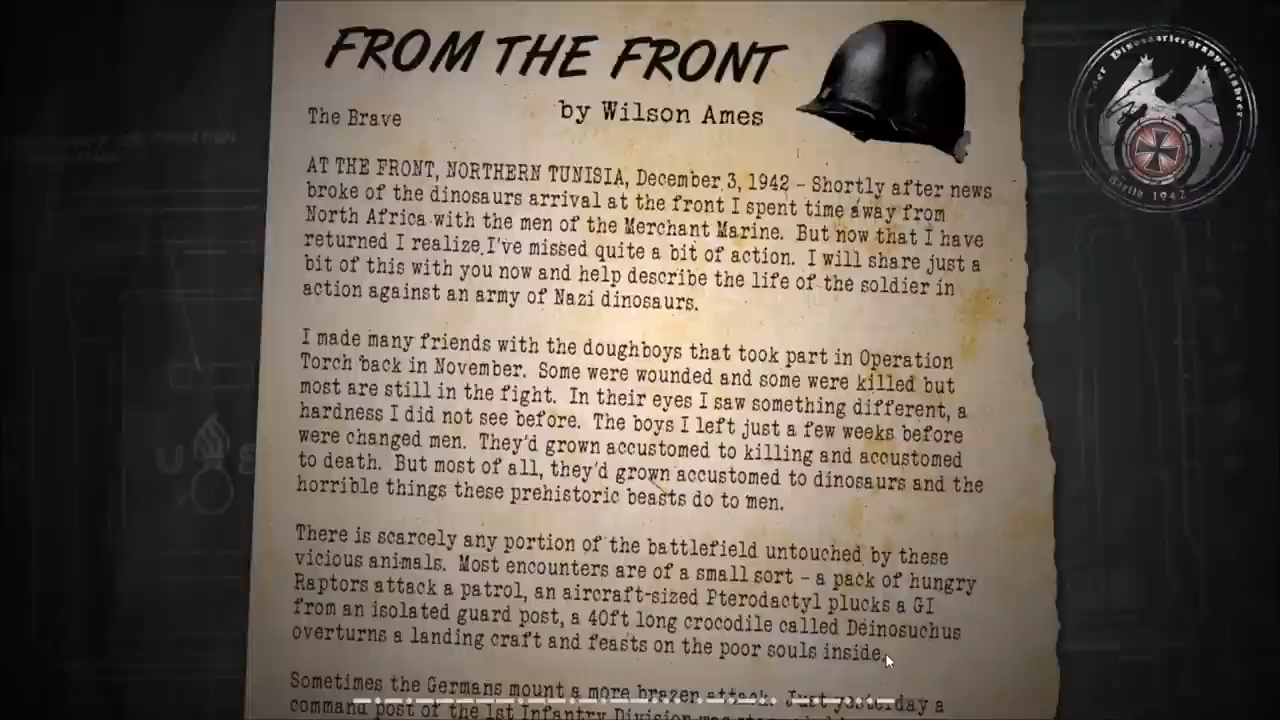 FROM THE FRONT
by Wilson Ames
The Brave
AT THE FRONT, NORTHERN TUNISIA, December 3, 1942 - Shortly after news
broke of the dinosaurs arrival at the front I spent time away from
North Africa with the men of the Merchant Marine. But now that I have
returned I realize I've missed quite a bit of action. I will share just a
bit of this with you now and help describe the life of the soldier in
action against an army of Nazi dinosaurs.
I made many friends with the doughboys that took part in Operation
Torch back in November. Some were wounded and some were killed but
most are still in the fight. In their eyes I saw something different, a
hardness I did not see before. The boys I left just a few weeks before
were changed men. They'd grown accustomed to killing and accustomed
to death. But most of all, they'd grown accustomed to dinosaurs and the
horrible things these prehistoric beasts do to men.
There is scarcely any portion of the battlefield untouched by these
vicious animals. Most encounters are of a small sort - a pack of hungry
Raptors attack a patrol, an aircraft-sized Pterodactyl plucks a GI
from an isolated guard post, a 40ft long crocodile called Deinosuchus
overturns a landing craft and feasts on the poor souls inside.
Sometimes the Germans mount a more brazen attack. Just yesterday a
command post of the 1st Infantry Division was
Berlin 1942
U S